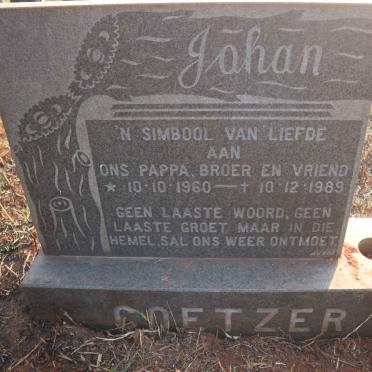 Johan
'N SIMBOOL VAN LIEFDE
AAN
ONS PAPPA, BROER EN VRIEND
* 10·10·1960 — † 10·12·1989
GEEN LAASTE WOORD, GEEN
LAASTE GROET MAAR IN DIE
HEMEL, SAL ONS WEER ONTMOET
COETZER